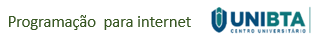 Programação para internet
UNIBTA
CENTRO UNIVERSITÁRIO